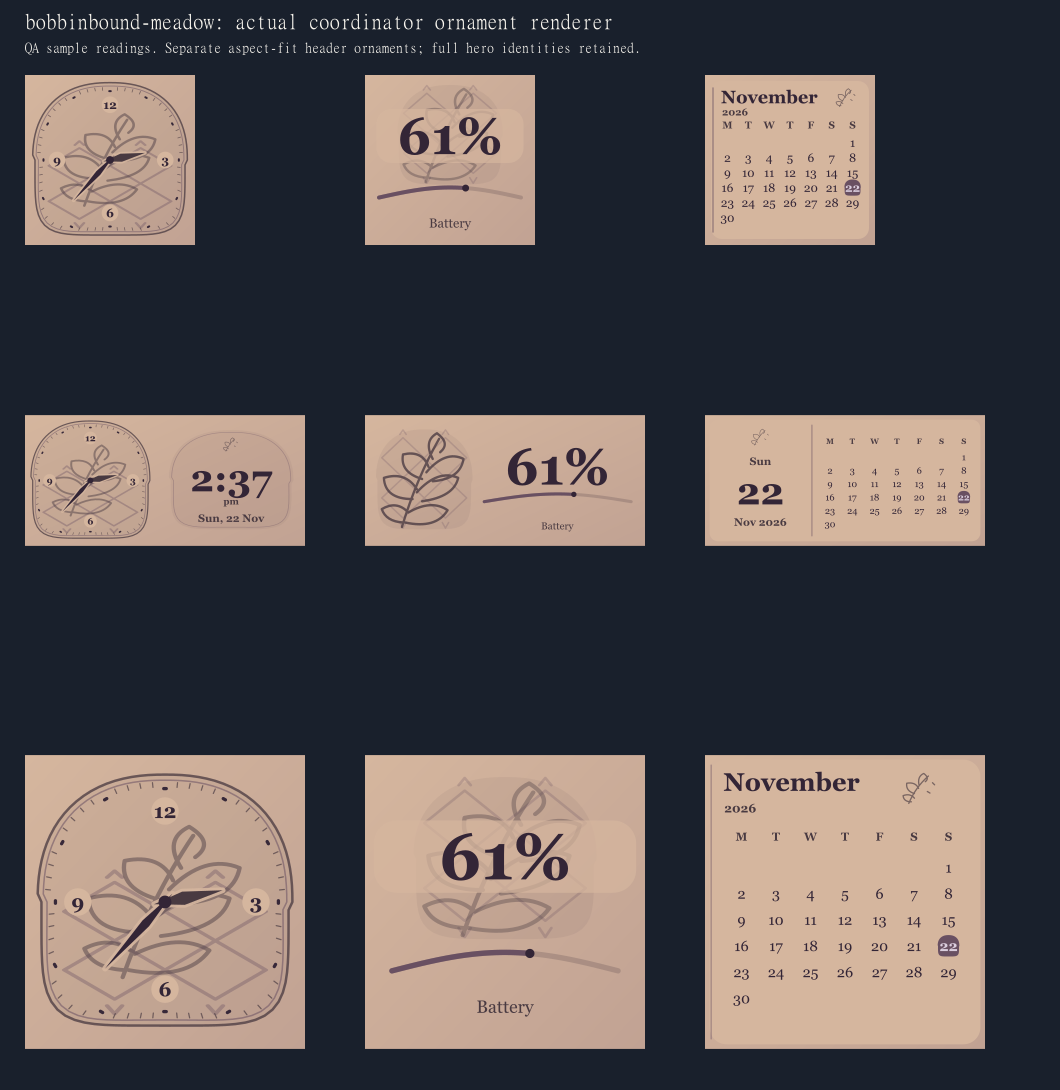 bobbinbound-meadow: actual coordinator ornament renderer
QA sample readings. Separate aspect-fit header ornaments; full hero identities retained.
12
9
3
6
61%
Battery
November
2026
M T W T F S S
1
2 3 4 5 6 7 8
9 10 11 12 13 14 15
16 17 18 19 20 21 22
23 24 25 26 27 28 29
30
12
9
3
6
2:37
pm
Sun, 22 Nov
61%
Battery
Sun
22
Nov 2026
M T W T F S S
1
2 3 4 5 6 7 8
9 10 11 12 13 14 15
16 17 18 19 20 21 22
23 24 25 26 27 28 29
30
12
9
3
6
61%
Battery
November
2026
M T W T F S S
1
2 3 4 5 6 7 8
9 10 11 12 13 14 15
16 17 18 19 20 21 22
23 24 25 26 27 28 29
30